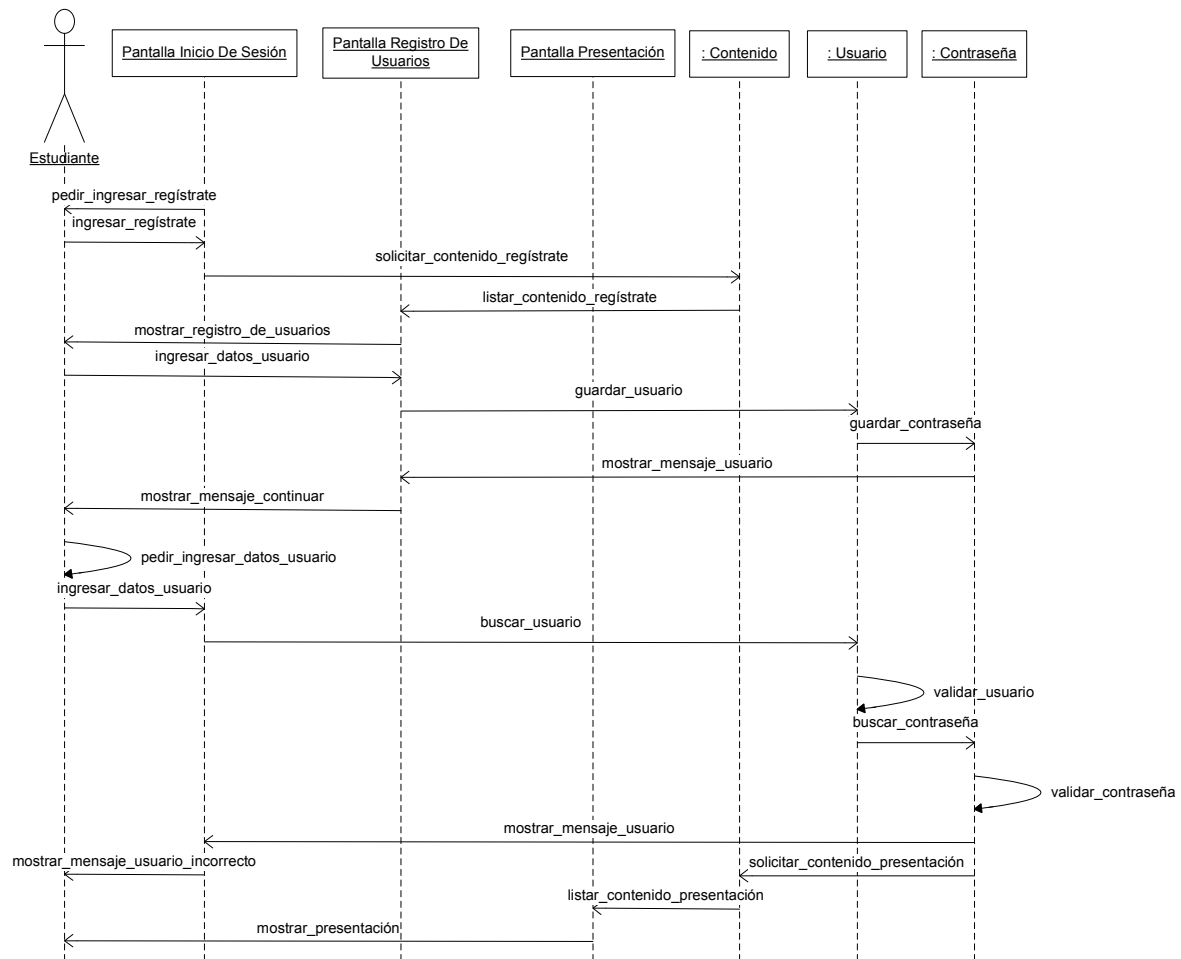 Pantalla Inicio De Sesión
Pantalla Registro De
Usuarios
Pantalla Presentación
: Contenido
: Usuario
: Contraseña
Estudiante
pedir_ingresar_regístrate
ingresar_regístrate
solicitar_contenido_regístrate
listar_contenido_regístrate
mostrar_registro_de_usuarios
ingresar_datos_usuario
guardar_usuario
guardar_contraseña
mostrar_mensaje_usuario
mostrar_mensaje_continuar
pedir_ingresar_datos_usuario
ingresar_datos_usuario
buscar_usuario
validar_usuario
buscar_contraseña
validar_contraseña
mostrar_mensaje_usuario
mostrar_mensaje_usuario_incorrecto
solicitar_contenido_presentación
listar_contenido_presentación
mostrar_presentación